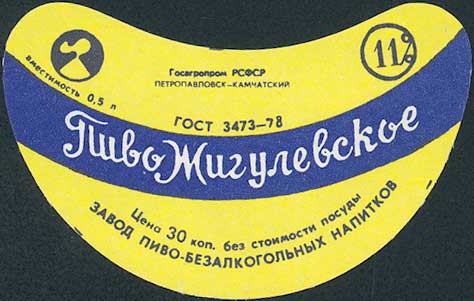 Госагропром РСФСР
ПЕТРОПАВЛОВСК-КАМЧАТСКИЙ
11%
вместимость 0,5 л
ГОСТ 3473-78
Пиво Жигулевское
Цена 30 коп. без стоимости посуды
ЗАВОД ПИВО-БЕЗАЛКОГОЛЬНЫХ НАПИТКОВ